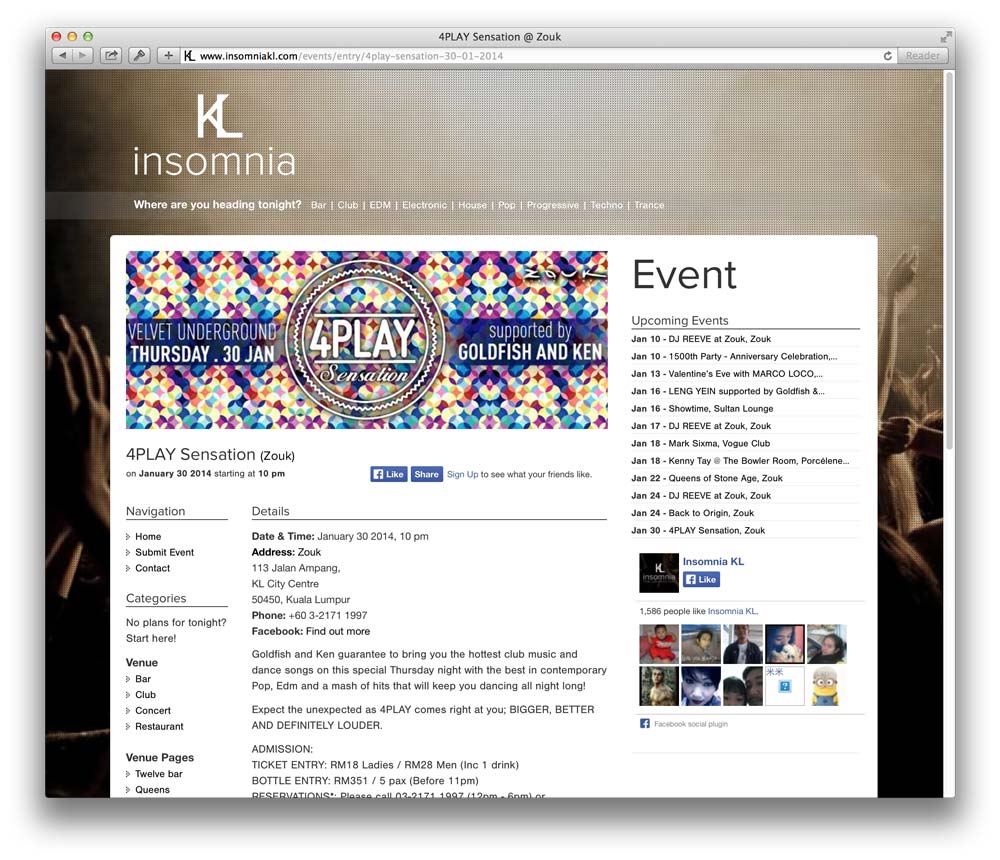 4PLAY Sensation @ Zouk
www.insomniakl.com/events/entry/4play-sensation-30-01-2014
Reader
KL
insomnia
Where are you heading tonight? Bar | Club | EDM | Electronic | House | Pop | Progressive | Techno | Trance
ZOUK
VELVET UNDERGROUND
THURSDAY . 30 JAN
4PLAY
Sensation
supported by
GOLDFISH AND KEN
4PLAY Sensation (Zouk)
on January 30 2014 starting at 10 pm
Like Share Sign Up to see what your friends like.
Navigation
Home
Submit Event
Contact
Categories
No plans for tonight?
Start here!
Venue
Bar
Club
Concert
Restaurant
Venue Pages
Twelve bar
Queens
Details
Date & Time: January 30 2014, 10 pm
Address: Zouk
113 Jalan Ampang,
KL City Centre
50450, Kuala Lumpur
Phone: +60 3-2171 1997
Facebook: Find out more
Goldfish and Ken guarantee to bring you the hottest club music and
dance songs on this special Thursday night with the best in contemporary
Pop, Edm and a mash of hits that will keep you dancing all night long!
Expect the unexpected as 4PLAY comes right at you; BIGGER, BETTER
AND DEFINITELY LOUDER.
ADMISSION:
TICKET ENTRY: RM18 Ladies / RM28 Men (Inc 1 drink)
BOTTLE ENTRY: RM351 / 5 pax (Before 11pm)
RESERVATIONS*: Please call 03-2171 1997 (12pm - 6pm) or
Event
Upcoming Events
Jan 10 - DJ REEVE at Zouk, Zouk
Jan 10 - 1500th Party - Anniversary Celebration,...
Jan 13 - Valentine's Eve with MARCO LOCO,...
Jan 16 - LENG YEIN supported by Goldfish &...
Jan 16 - Showtime, Sultan Lounge
Jan 17 - DJ REEVE at Zouk, Zouk
Jan 18 - Mark Sixma, Vogue Club
Jan 18 - Kenny Tay @ The Bowler Room, Porcélene...
Jan 22 - Queens of Stone Age, Zouk
Jan 24 - DJ REEVE at Zouk, Zouk
Jan 24 - Back to Origin, Zouk
Jan 30 - 4PLAY Sensation, Zouk
KL
insomnia
Insomnia KL
Like
1,586 people like Insomnia KL.
米米
Facebook social plugin